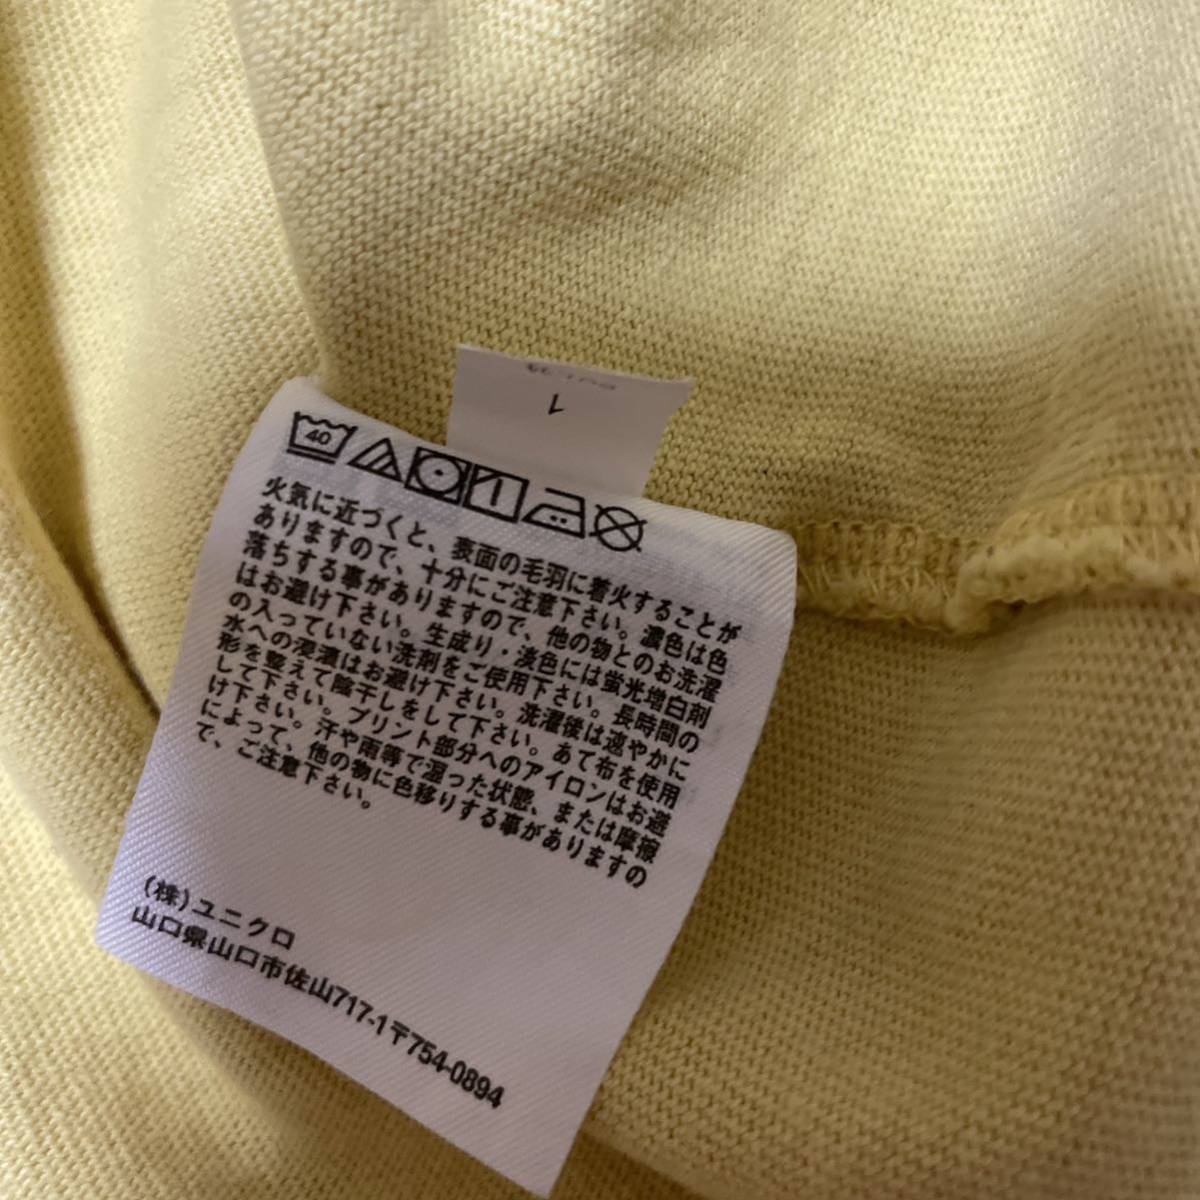 40
火気に近づくと、表面の毛羽に着火することが
ありますので、十分にご注意下さい。濃色は色
落ちする事がありますので、他の物とのお洗濯
はお避け下さい。生成り・淡色には蛍光増白剤
の入っていない洗剤をご使用下さい。長時間の
水への浸漬はお避け下さい。洗濯後は速やかに
形を整えて陰干しをして下さい。あて布を使用
して下さい。プリント部分へのアイロンはお避
け下さい。汗や雨等で湿った状態、または摩擦
によって、他の物に色移りする事がありますの
で、ご注意下さい。
(株)ユニクロ
山口県山口市佐山717-1〒754-0894